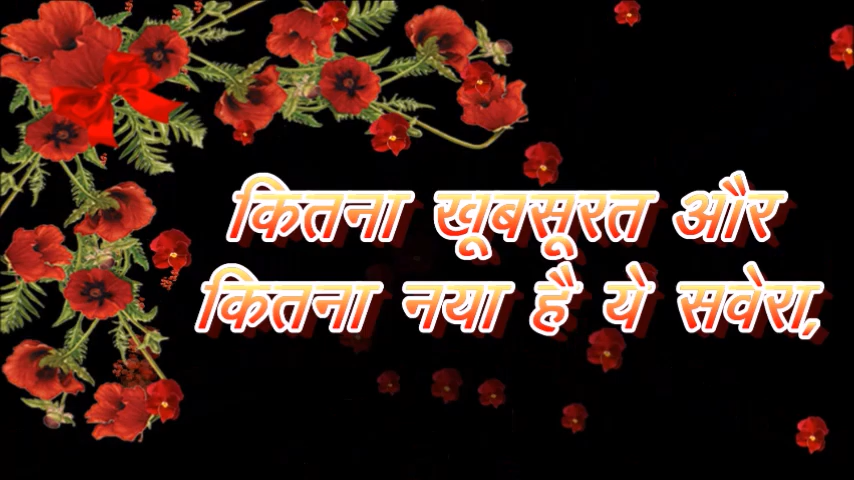 कितना खूबसूरत और
कितना नया है ये सवेरा,